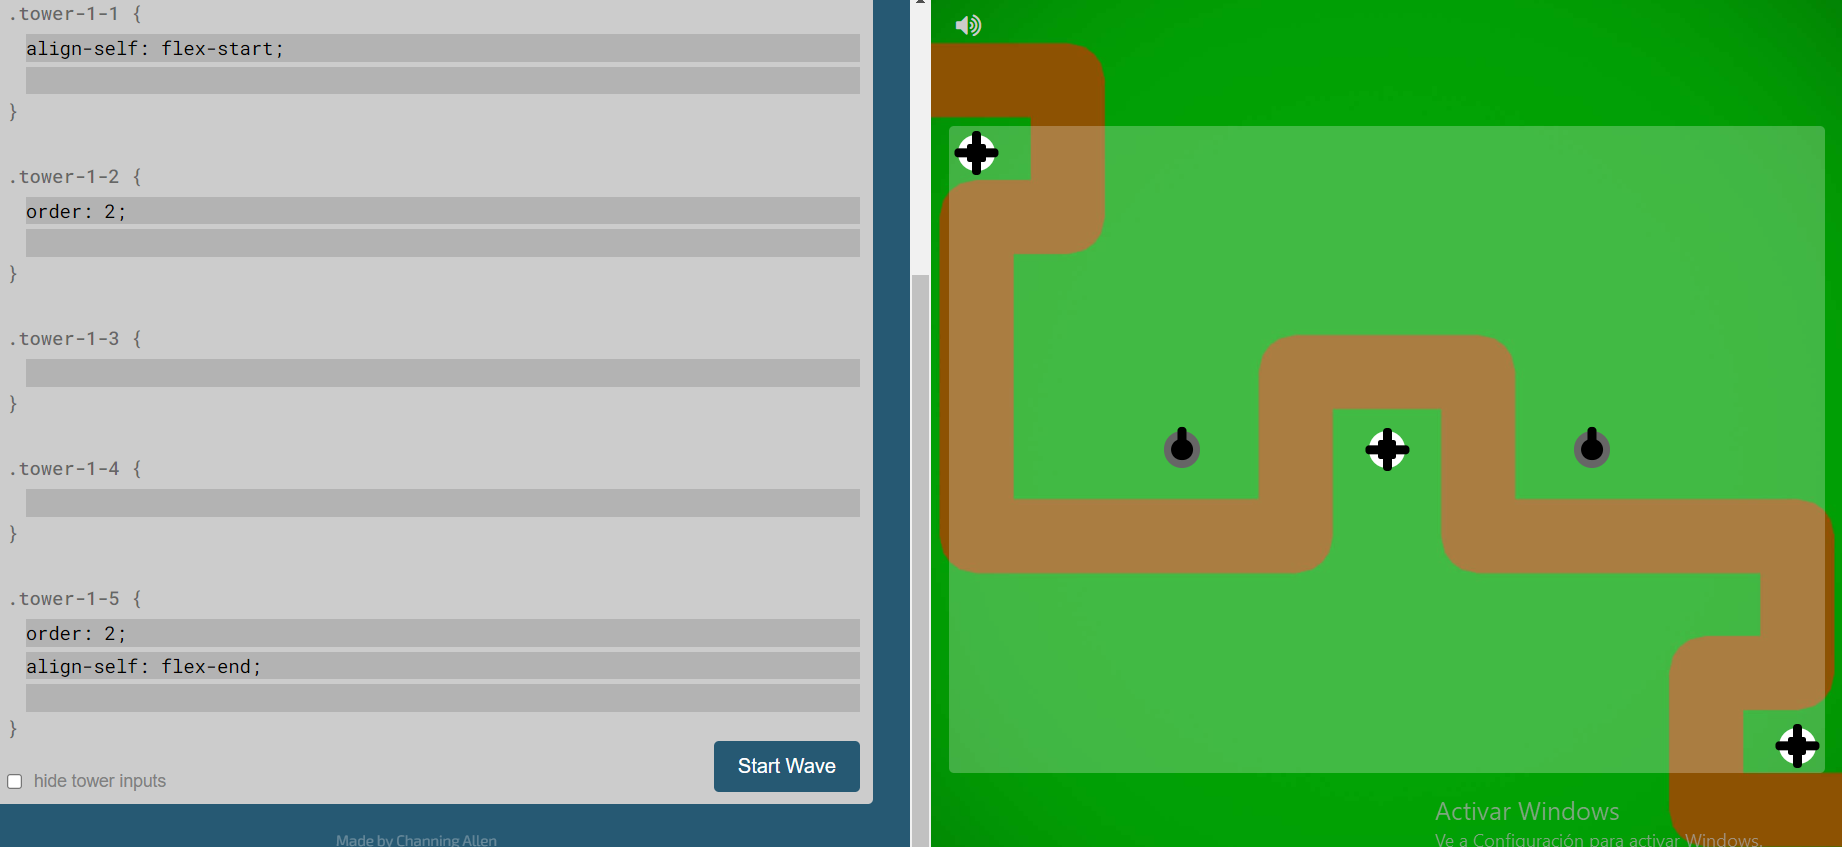 .tower-1-1 {
align-self: flex-start;
}
.tower-1-2 {
order: 2;
}
.tower-1-3 {
}
.tower-1-4 {
}
.tower-1-5 {
order: 2;
align-self: flex-end;
}
hide tower inputs
Start Wave
Made by Channing Allen
Activar Windows
Ve a Configuración para activar Windows.